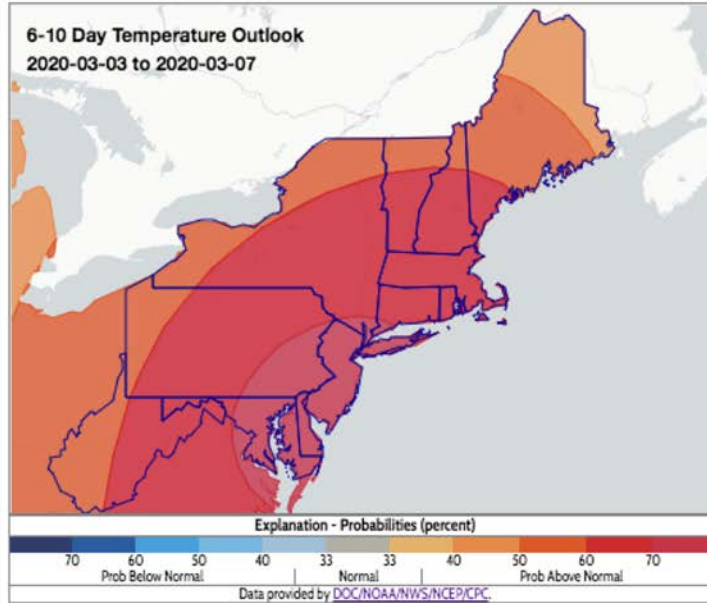 6-10 Day Temperature Outlook
2020-03-03 to 2020-03-07
Explanation - Probabilities (percent)
70 60 50 40 33 33 40 50 60 70
Prob Below Normal Normal Prob Above Normal
Data provided by DOC/NOAA/NWS/NCEP/CPC.